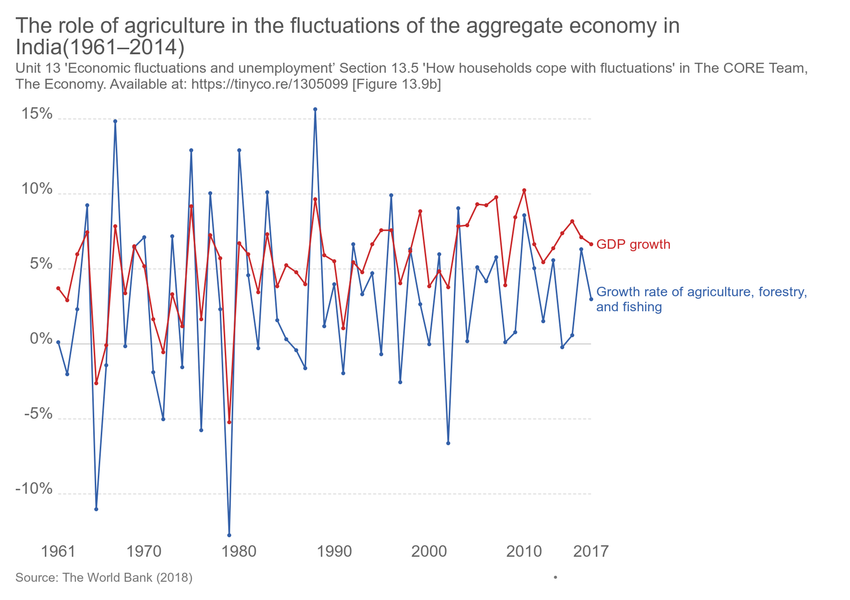 The role of agriculture in the fluctuations of the aggregate economy in
India(1961–2014)
Unit 13 'Economic fluctuations and unemployment’ Section 13.5 'How households cope with fluctuations' in The CORE Team,
The Economy. Available at: https://tinyco.re/1305099 [Figure 13.9b]
15%
10%
5%
0%
-5%
-10%
GDP growth
Growth rate of agriculture, forestry,
and fishing
1961 1970 1980 1990 2000 2010 2017
Source: The World Bank (2018)